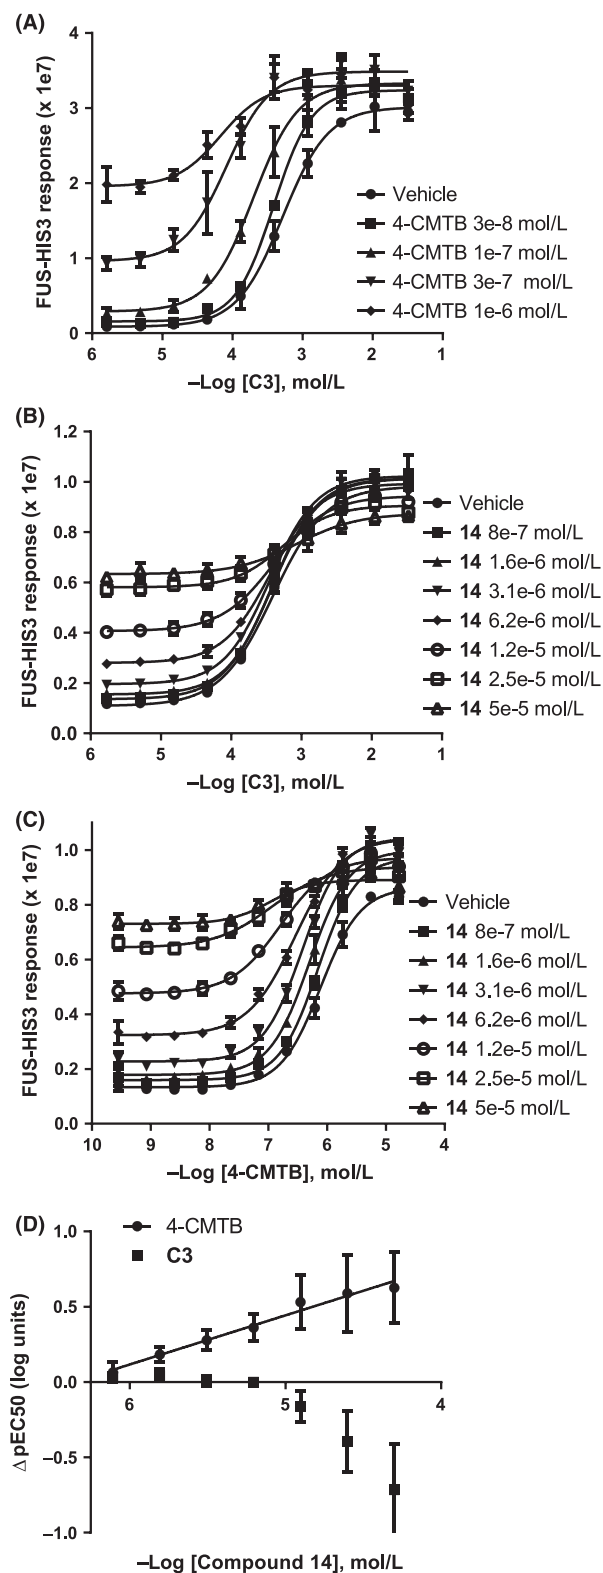 (A)
FUS-HIS3 response (x 1e7)
4
3
2
1
0
6 5 4 3 2 1
–Log [C3], mol/L
Vehicle
4-CMTB 3e-8 mol/L
4-CMTB 1e-7 mol/L
4-CMTB 3e-7 mol/L
4-CMTB 1e-6 mol/L
(B)
FUS-HIS3 response (x 1e7)
1.2
1.0
0.8
0.6
0.4
0.2
0.0
6 5 4 3 2 1
–Log [C3], mol/L
Vehicle
14 8e-7 mol/L
14 1.6e-6 mol/L
14 3.1e-6 mol/L
14 6.2e-6 mol/L
14 1.2e-5 mol/L
14 2.5e-5 mol/L
14 5e-5 mol/L
(C)
FUS-HIS3 response (x 1e7)
1.0
0.8
0.6
0.4
0.2
0.0
10 9 8 7 6 5 4
–Log [4-CMTB], mol/L
Vehicle
14 8e-7 mol/L
14 1.6e-6 mol/L
14 3.1e-6 mol/L
14 6.2e-6 mol/L
14 1.2e-5 mol/L
14 2.5e-5 mol/L
14 5e-5 mol/L
(D)
4-CMTB
C3
Δ pEC50 (log units)
1.0
0.5
0.0
–0.5
–1.0
6 5 4
–Log [Compound 14], mol/L